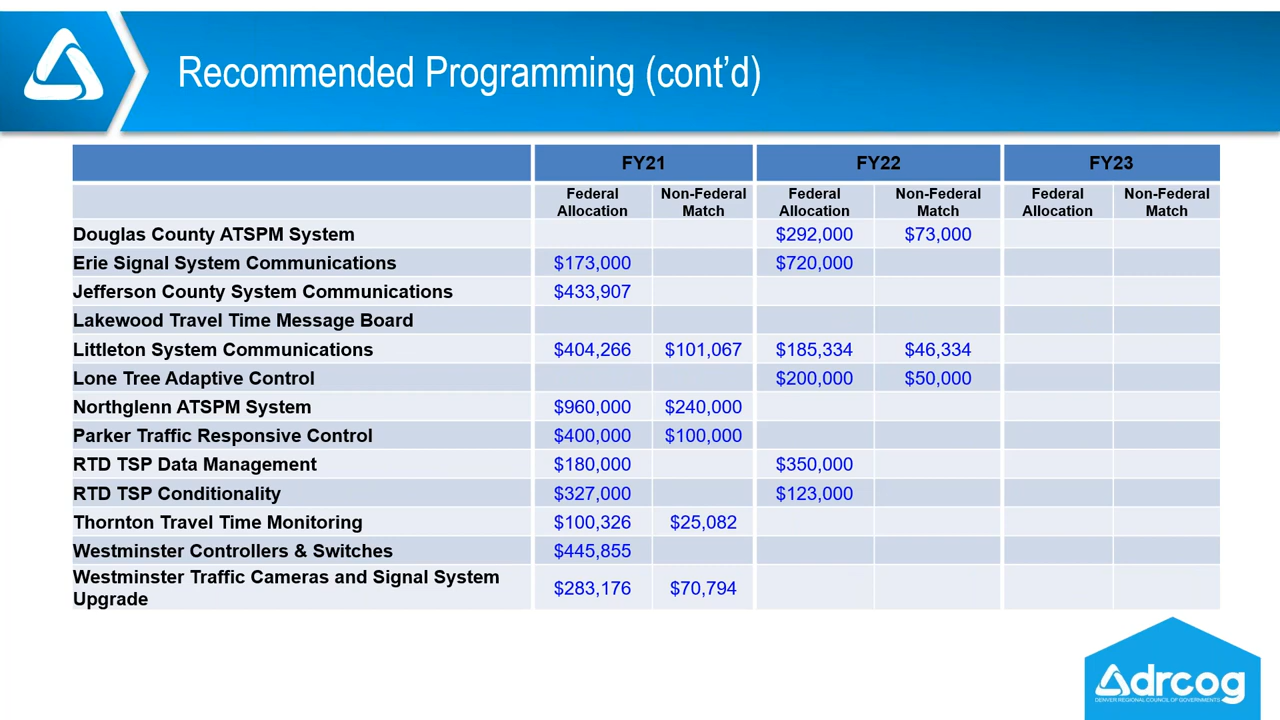 Recommended Programming (cont’d)
FY21 FY22 FY23
Federal Allocation Non-Federal Match Federal Allocation Non-Federal Match Federal Allocation Non-Federal Match
Douglas County ATSPM System $292,000 $73,000
Erie Signal System Communications $173,000 $720,000
Jefferson County System Communications $433,907
Lakewood Travel Time Message Board
Littleton System Communications $404,266 $101,067 $185,334 $46,334
Lone Tree Adaptive Control $200,000 $50,000
Northglenn ATSPM System $960,000 $240,000
Parker Traffic Responsive Control $400,000 $100,000
RTD TSP Data Management $180,000 $350,000
RTD TSP Conditionality $327,000 $123,000
Thornton Travel Time Monitoring $100,326 $25,082
Westminster Controllers & Switches $445,855
Westminster Traffic Cameras and Signal System
Upgrade $283,176 $70,794
drcog
DENVER REGIONAL COUNCIL OF GOVERNMENTS